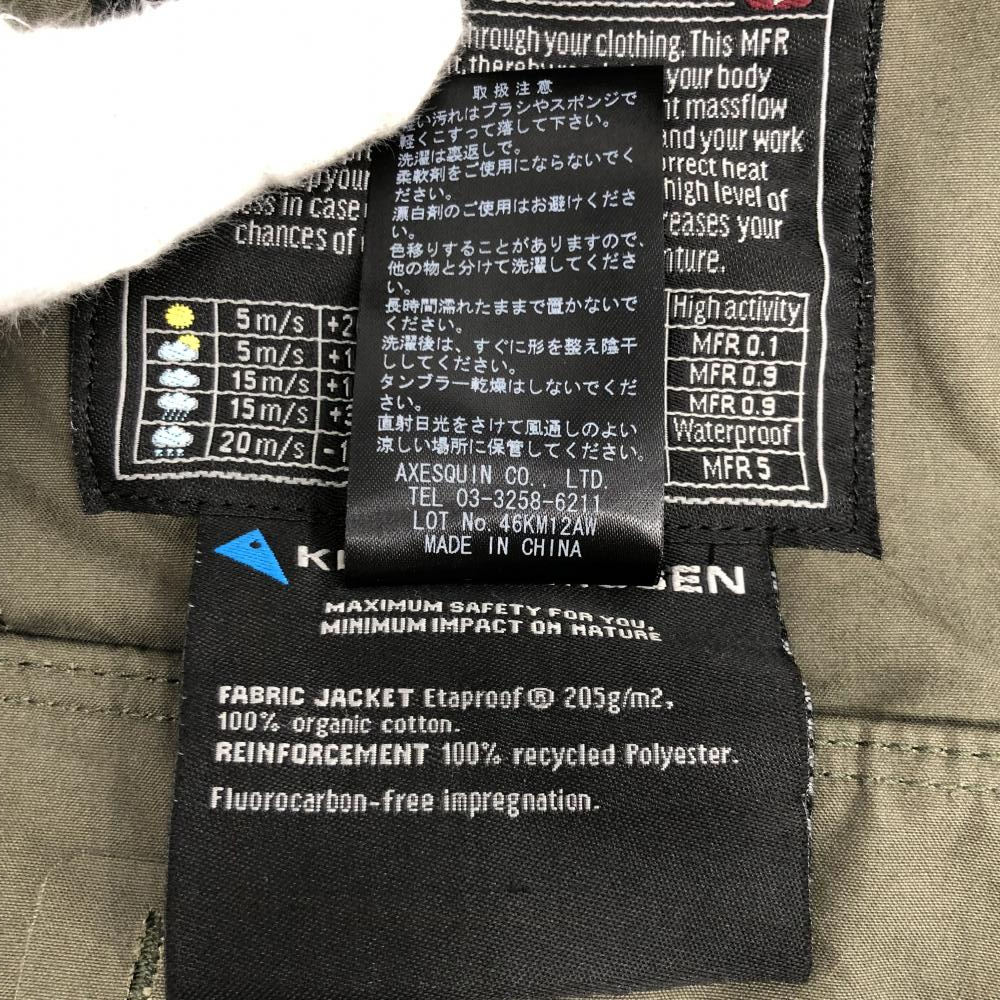 through your clothing. This MFR
your body
massflow
and your work
heat
high level of
in case
chances of
5 m/s
High activity
5 m/s
MFR 0.1
15 m/s
MFR 0.9
15 m/s
MFR 0.9
Waterproof
20 m/s
MFR 5
取扱注意
汚れはブラシやスポンジで
軽くこすって落して下さい。
洗濯は裏返しで。
柔軟剤をご使用にならないでく
ださい。
漂白剤のご使用はお避けくださ
い。
色移りすることがありますので、
他の物と分けて洗濯してくださ
い。
長時間濡れたままで置かないで
ください。
洗濯後は、すぐに形を整え陰干
ししてください。
タンブラー乾燥はしないでくだ
さい。
直射日光をさけて風通しのよい
涼しい場所に保管してください。
AXESQUIN CO., LTD.
TEL 03-3258-6211
LOT No. 46KM12AW
MADE IN CHINA
MAXIMUM SAFETY FOR YOU.
MINIMUM IMPACT ON NATURE
FABRIC JACKET Etaproof® 205g/m2,
100% organic cotton.
REINFORCEMENT 100% recycled Polyester.
Fluorocarbon-free impregnation.